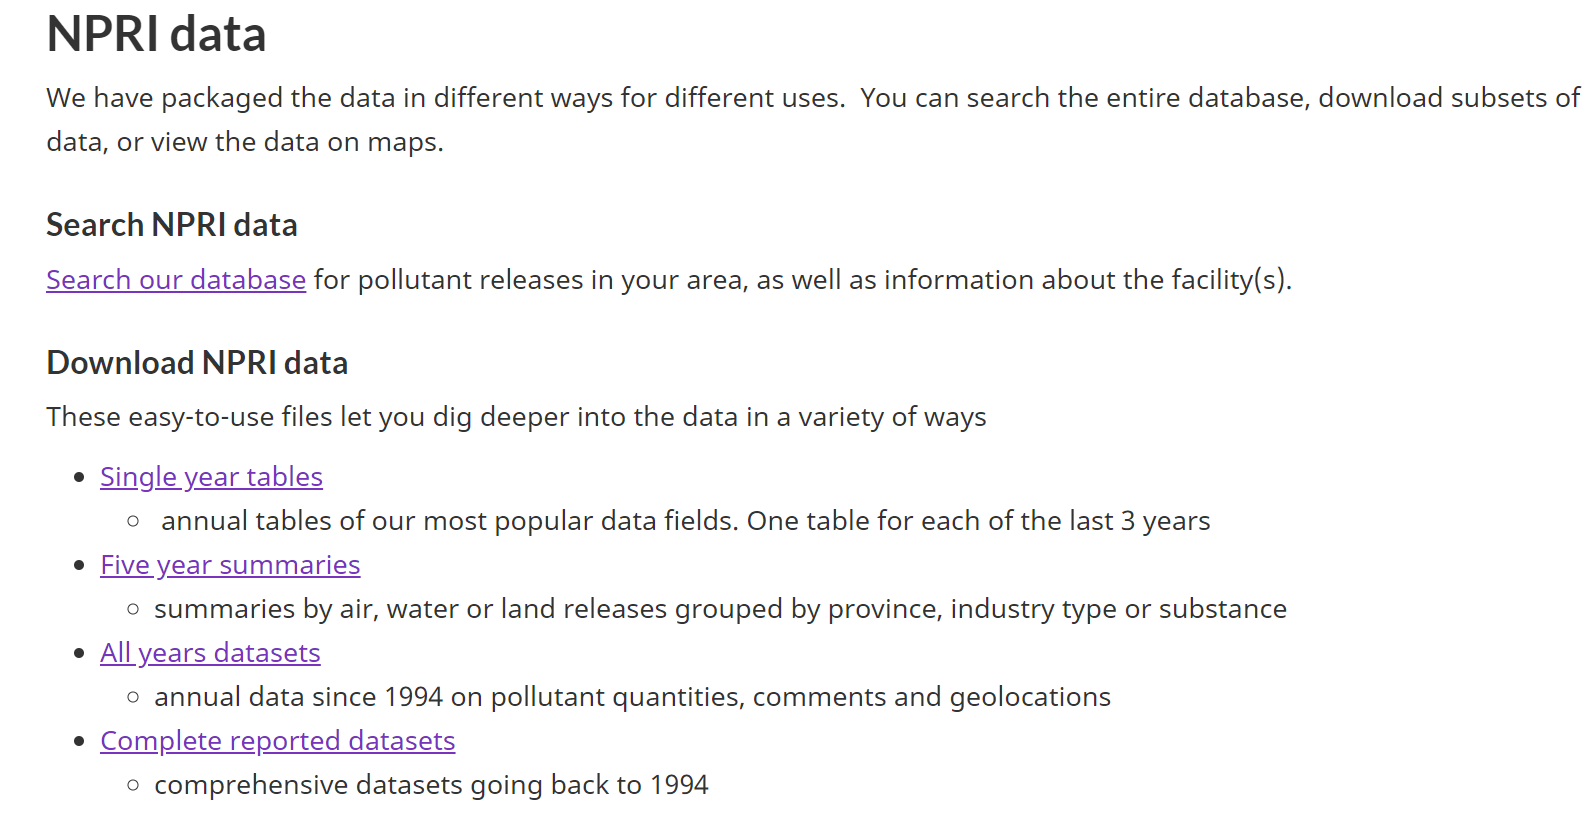 NPRI data
We have packaged the data in different ways for different uses.  You can search the entire database, download subsets of
data, or view the data on maps.
Search NPRI data
Search our database for pollutant releases in your area, as well as information about the facility(s).
Download NPRI data
These easy-to-use files let you dig deeper into the data in a variety of ways
• Single year tables
◦ annual tables of our most popular data fields. One table for each of the last 3 years
• Five year summaries
◦ summaries by air, water or land releases grouped by province, industry type or substance
• All years datasets
◦ annual data since 1994 on pollutant quantities, comments and geolocations
• Complete reported datasets
◦ comprehensive datasets going back to 1994